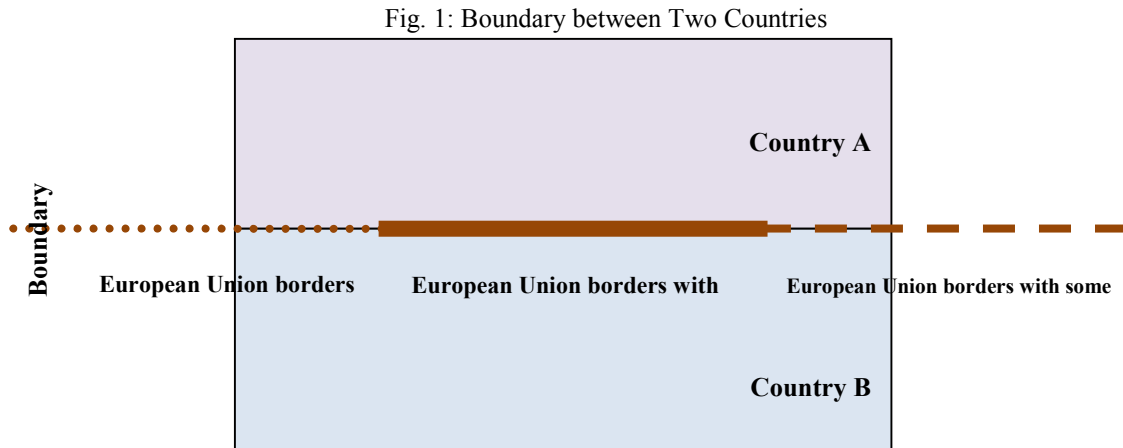 Fig. 1: Boundary between Two Countries
Country A
Boundary
European Union borders
European Union borders with
European Union borders with some
Country B